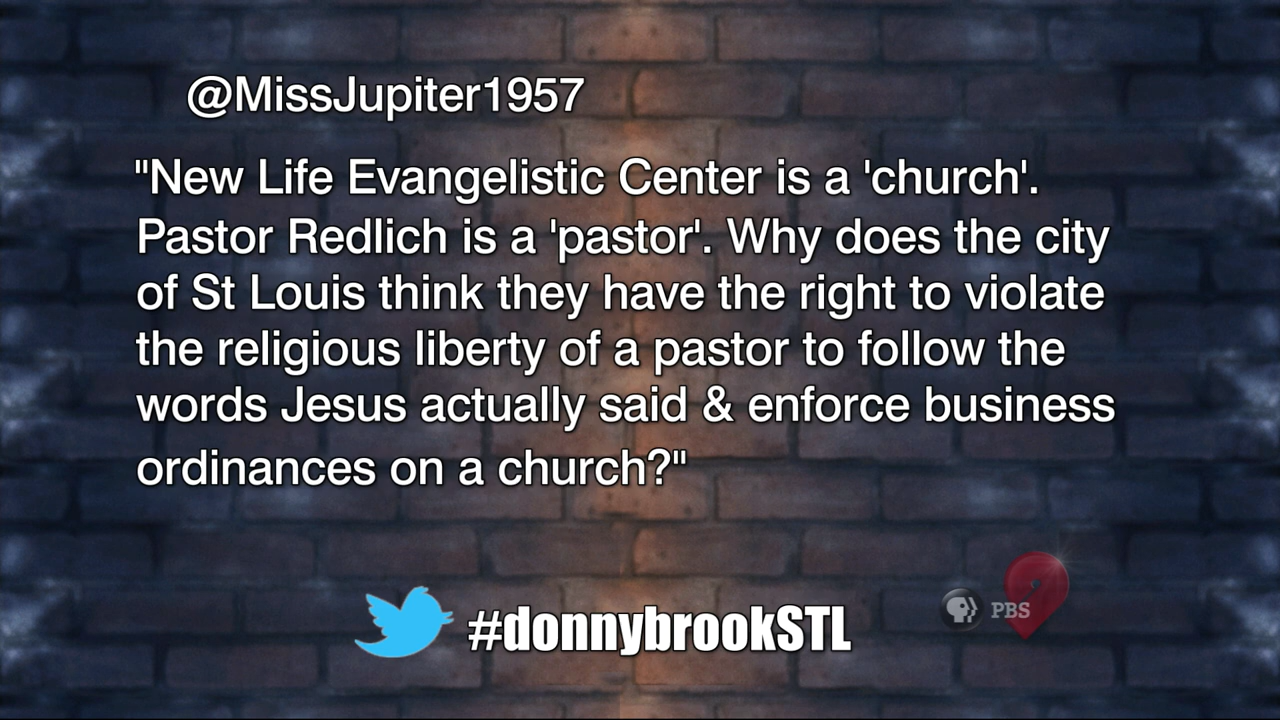 @MissJupiter1957
"New Life Evangelistic Center is a 'church'.
Pastor Redlich is a 'pastor'. Why does the city
of St Louis think they have the right to violate
the religious liberty of a pastor to follow the
words Jesus actually said & enforce business
ordinances on a church?"
PBS 9
#donnybrookSTL